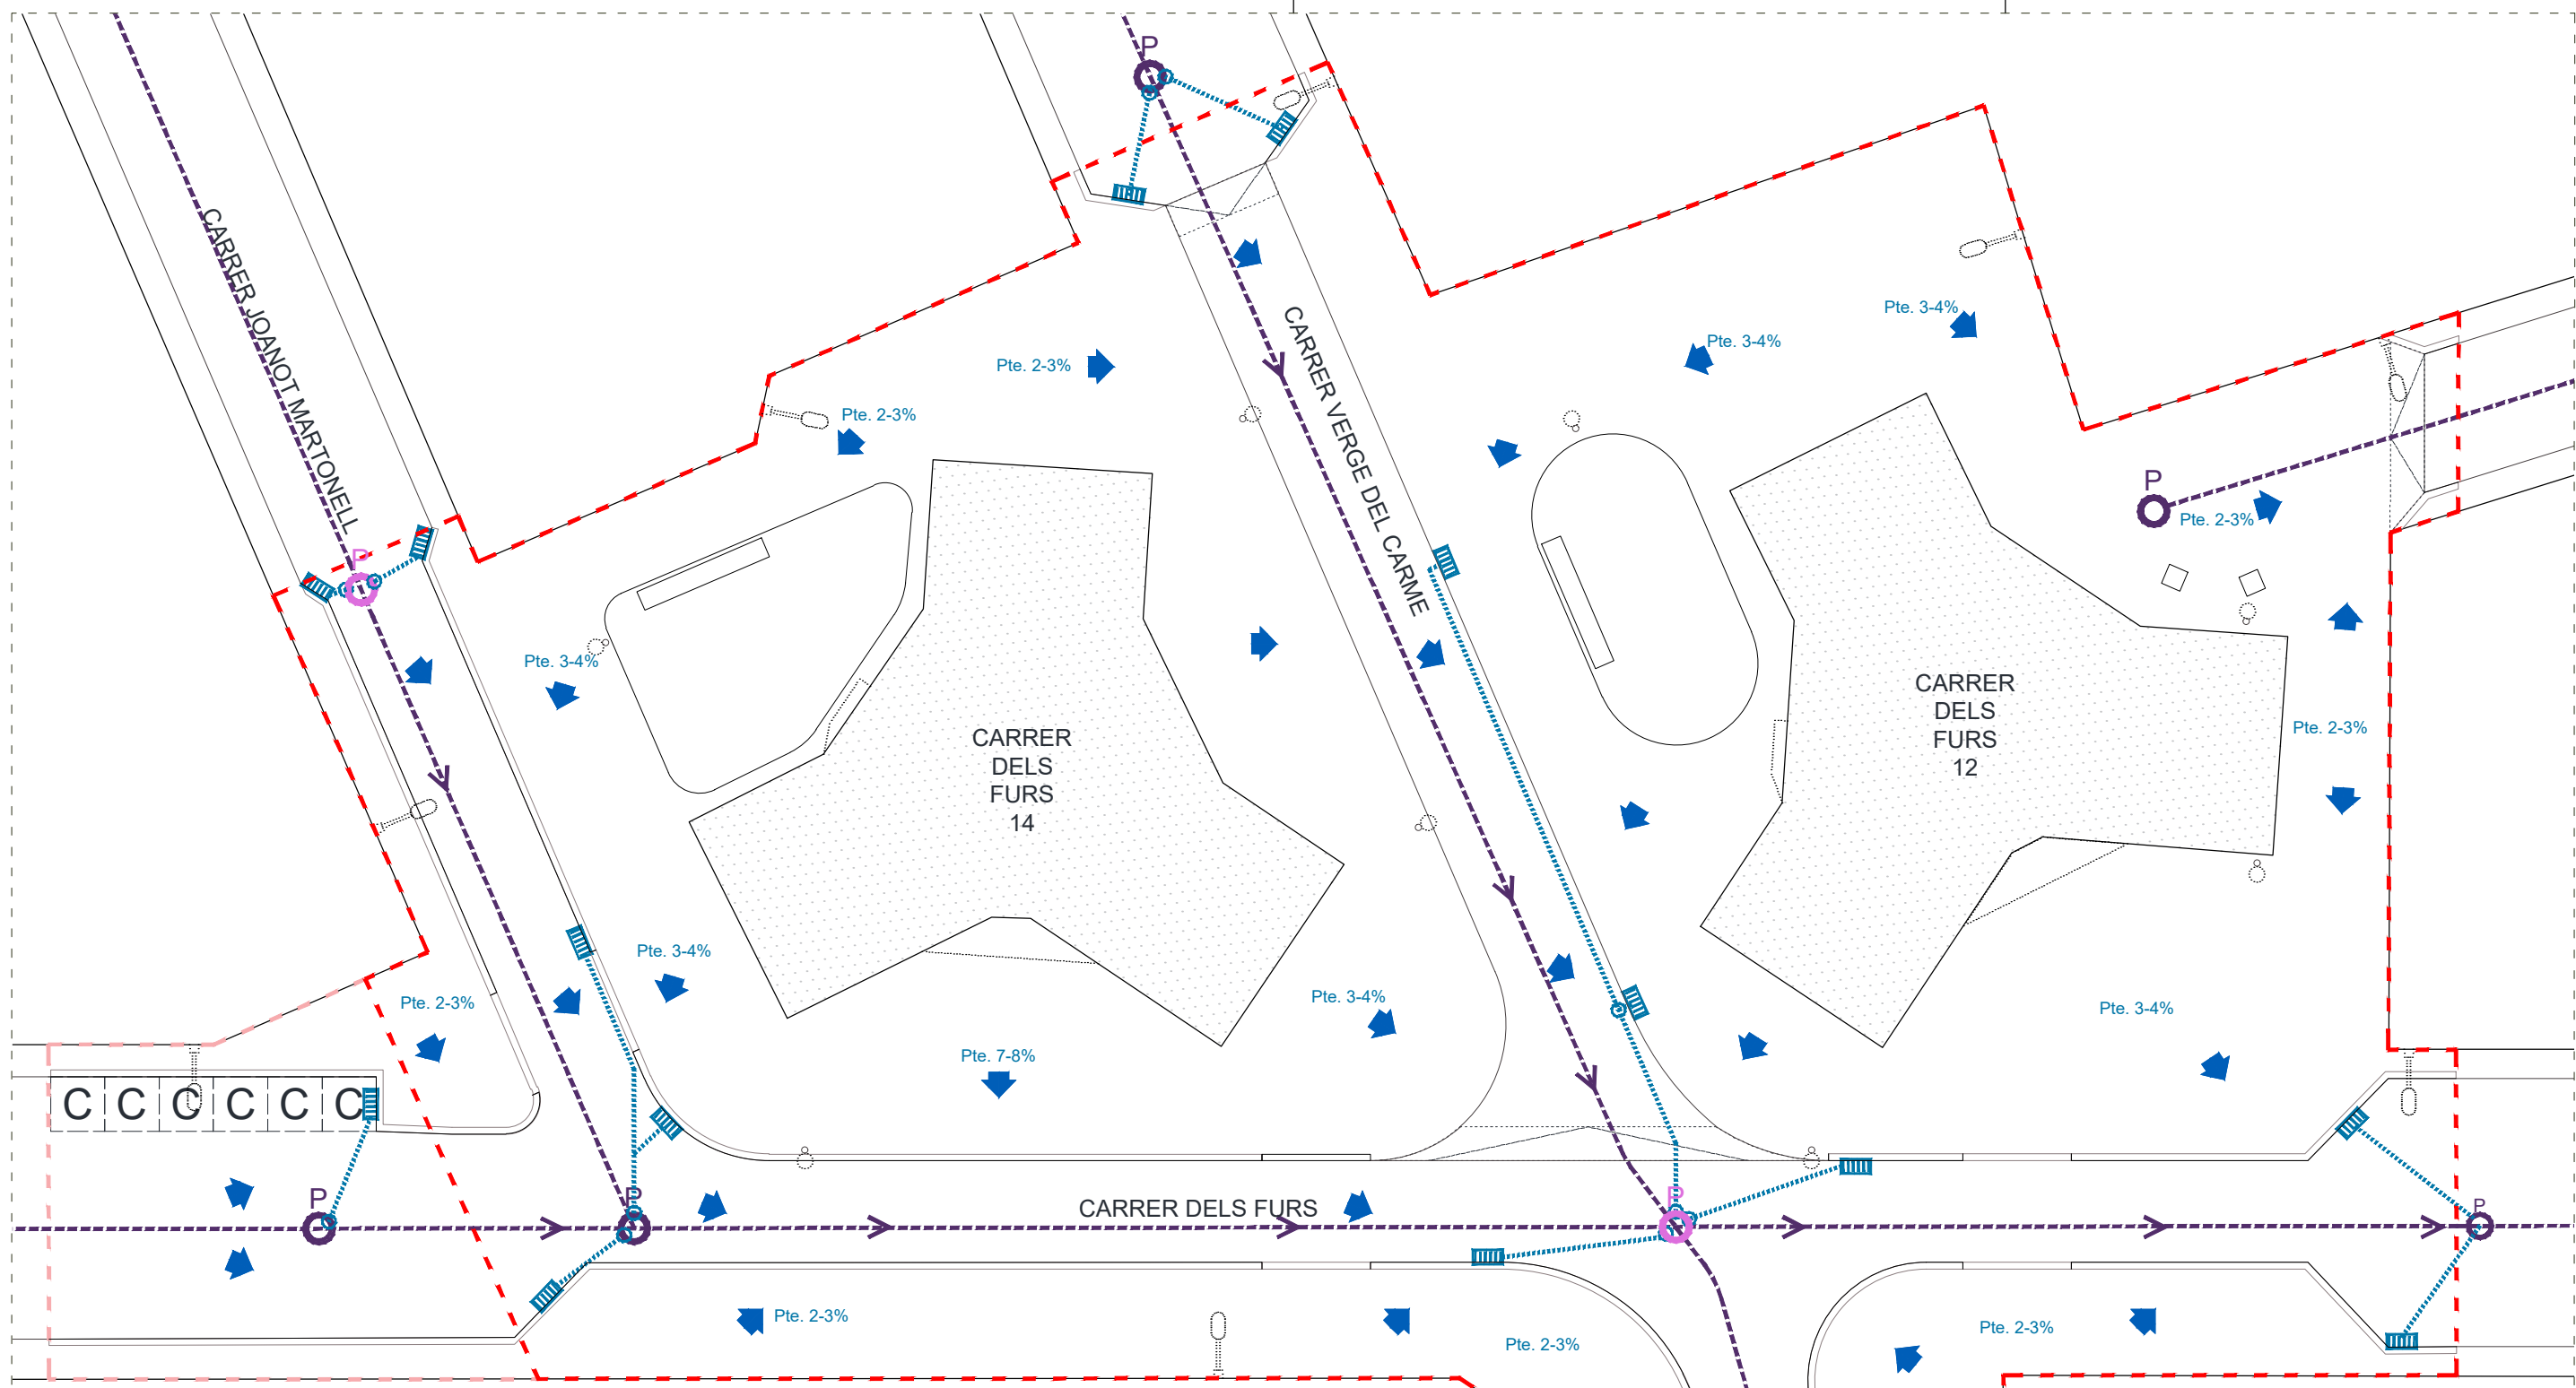 P
CARRER JOANOT MARTONELL
Pte. 3-4%
Pte. 3-4%
CARRER VERGE DEL CARME
Pte. 2-3%
Pte. 2-3%
P
Pte. 2-3%
P
Pte. 3-4%
CARRER
DELS
FURS
12
CARRER
DELS
FURS
14
Pte. 2-3%
Pte. 3-4%
Pte. 2-3%
Pte. 3-4%
Pte. 3-4%
Pte. 7-8%
C C C C C C
P
P
CARRER DELS FURS
P
P
Pte. 2-3%
Pte. 2-3%
Pte. 2-3%